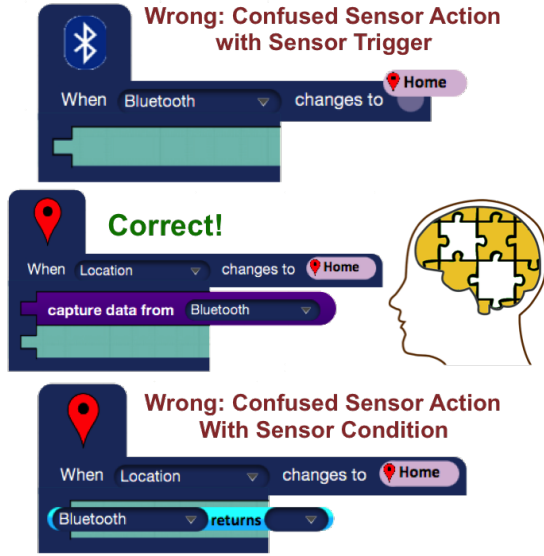 Wrong: Confused Sensor Action
with Sensor Trigger
When Bluetooth changes to Home
Correct!
When Location changes to Home
capture data from Bluetooth
Wrong: Confused Sensor Action
With Sensor Condition
When Location changes to Home
Bluetooth returns